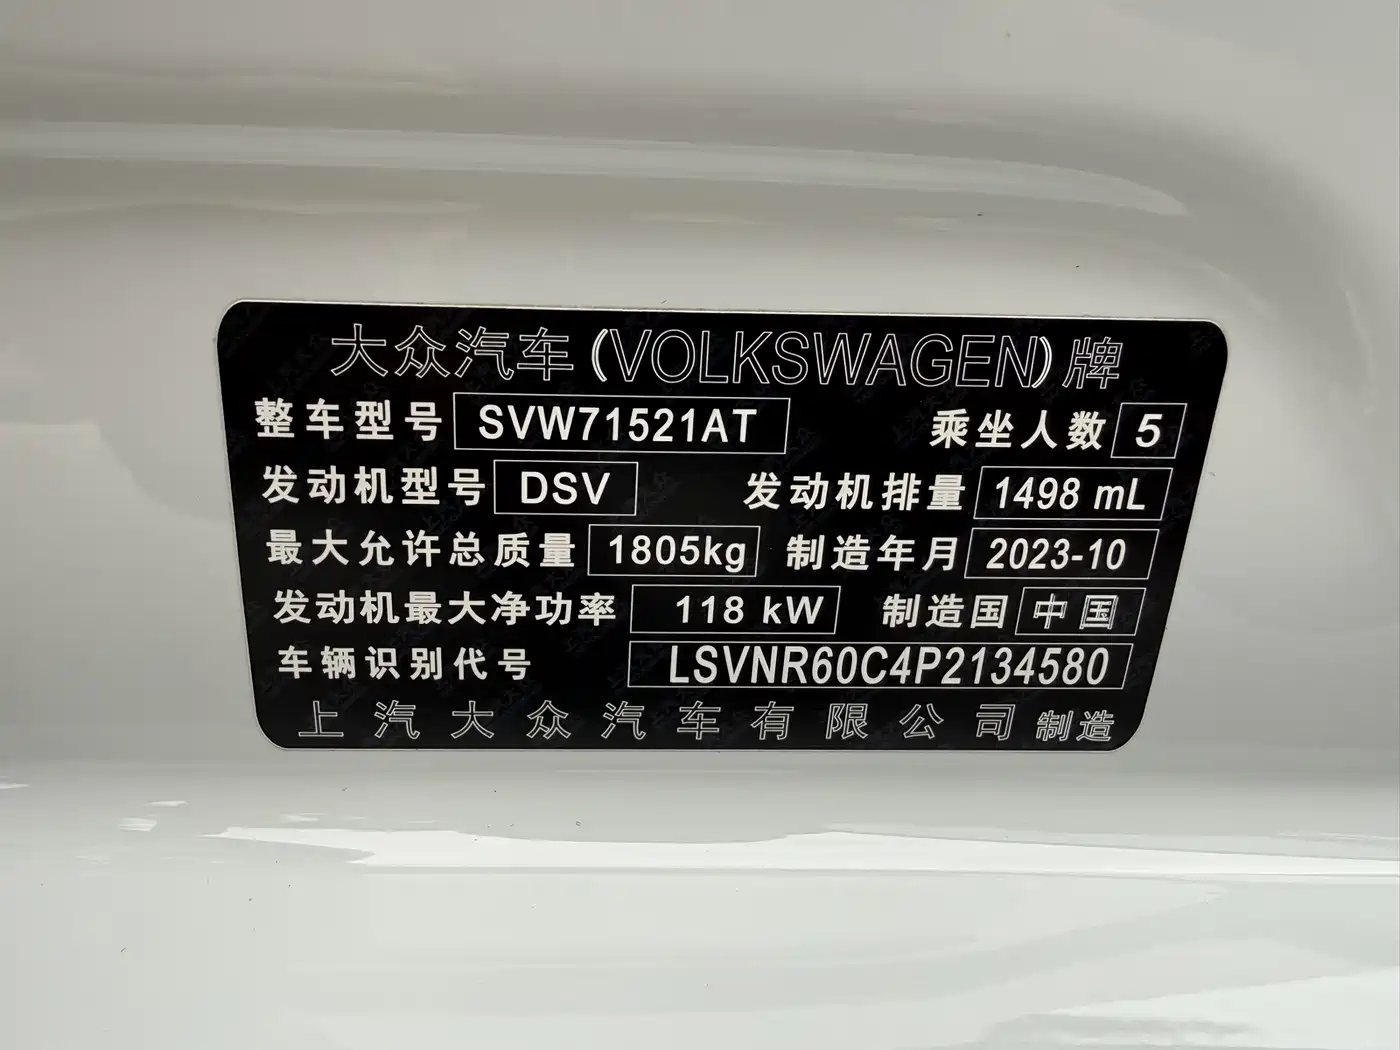 大众汽车(VOLKSWAGEN)牌
整车型号 SVW71521AT 乘坐人数 5
发动机型号 DSV 发动机排量 1498 mL
最大允许总质量 1805kg 制造年月 2023-10
发动机最大净功率 118 kW 制造国 中国
车辆识别代号 LSVNR60C4P2134580
上汽大众汽车有限公司 制造